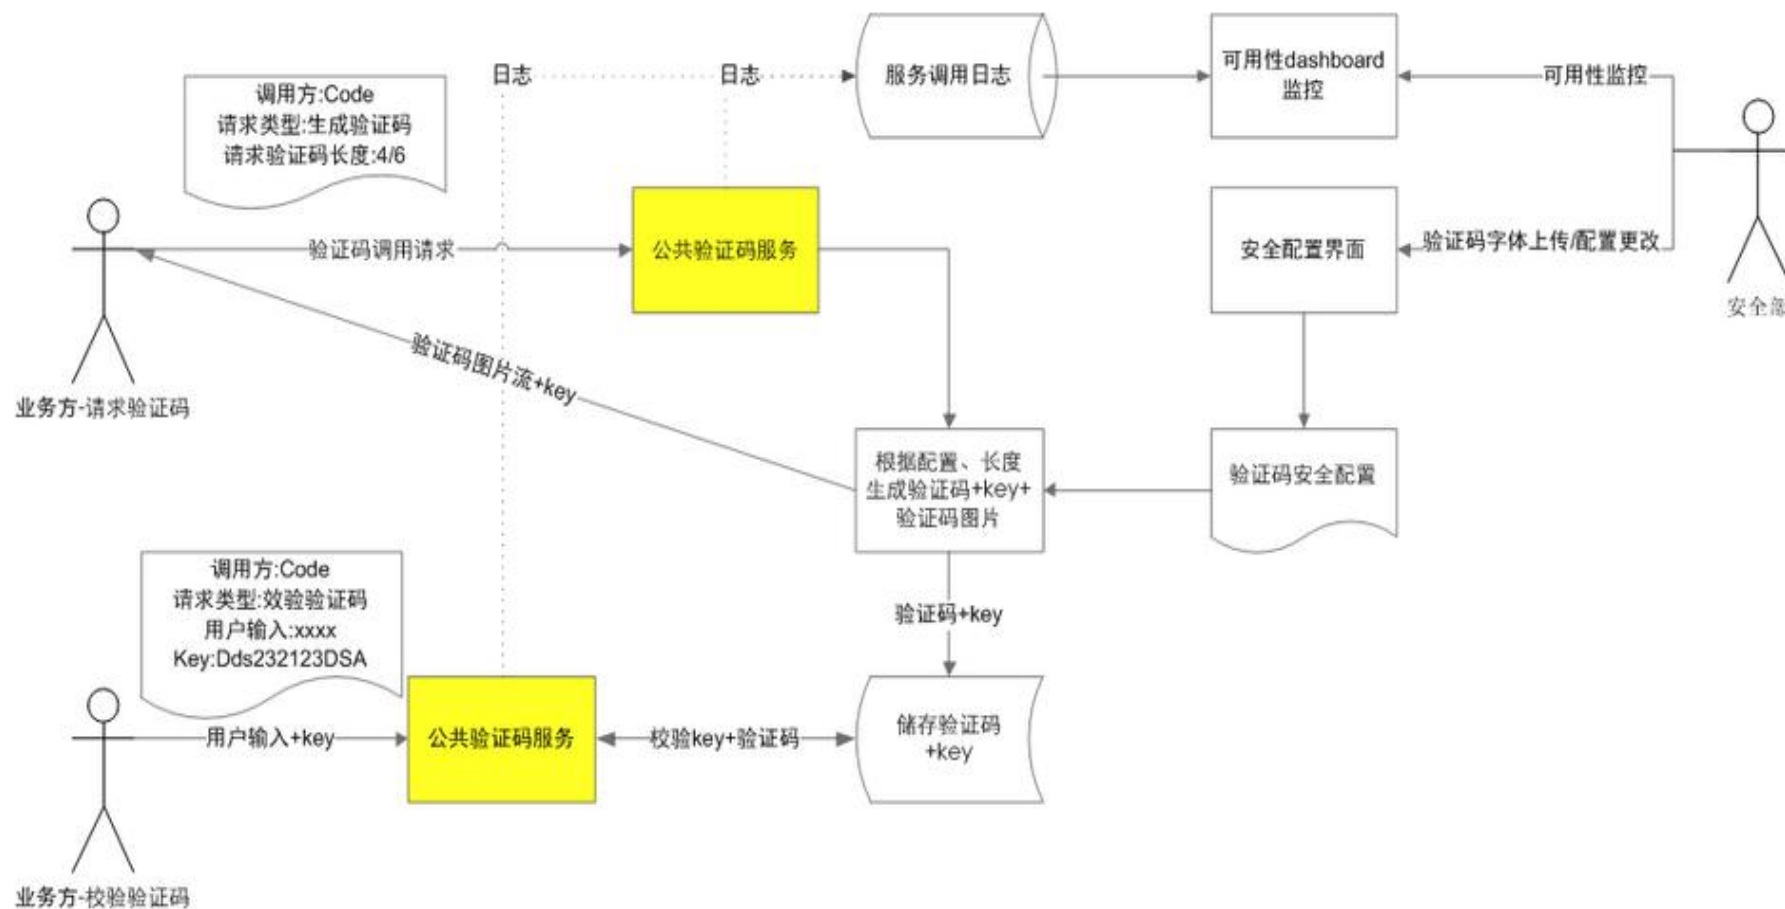 日志
日志
服务调用日志
可用性dashboard
监控
可用性监控
调用方:Code
请求类型:生成验证码
请求验证码长度:4/6
验证码调用请求
公共验证码服务
安全配置界面
验证码字体上传/配置更改
安全部
业务方-请求验证码
验证码图片流+key
根据配置、长度
生成验证码+key+
验证码图片
验证码安全配置
调用方:Code
请求类型:效验验证码
用户输入:xxxx
Key:Dds232123DSA
验证码+key
用户输入+key
公共验证码服务
校验key+验证码
储存验证码
+key
业务方-校验验证码